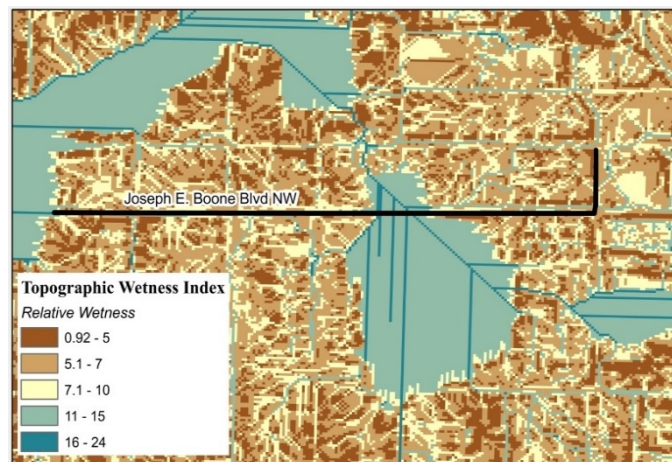 Joseph E. Boone Blvd NW
Topographic Wetness Index
Relative Wetness
0.92 - 5
5.1 - 7
7.1 - 10
11 - 15
16 - 24